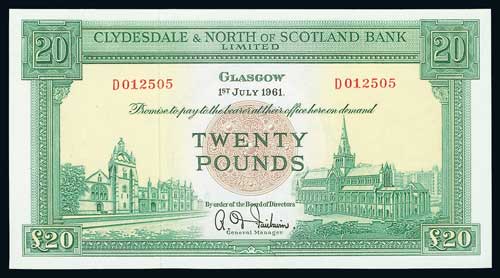 20 CLYDESDALE & NORTH OF SCOTLAND BANK 20
LIMITED
GLASGOW
D012505 1ST JULY 1961. D012505
Promise to pay to the bearer at their office here on demand
TWENTY
POUNDS
By order of the Board of Directors
General Manager
£20 £20